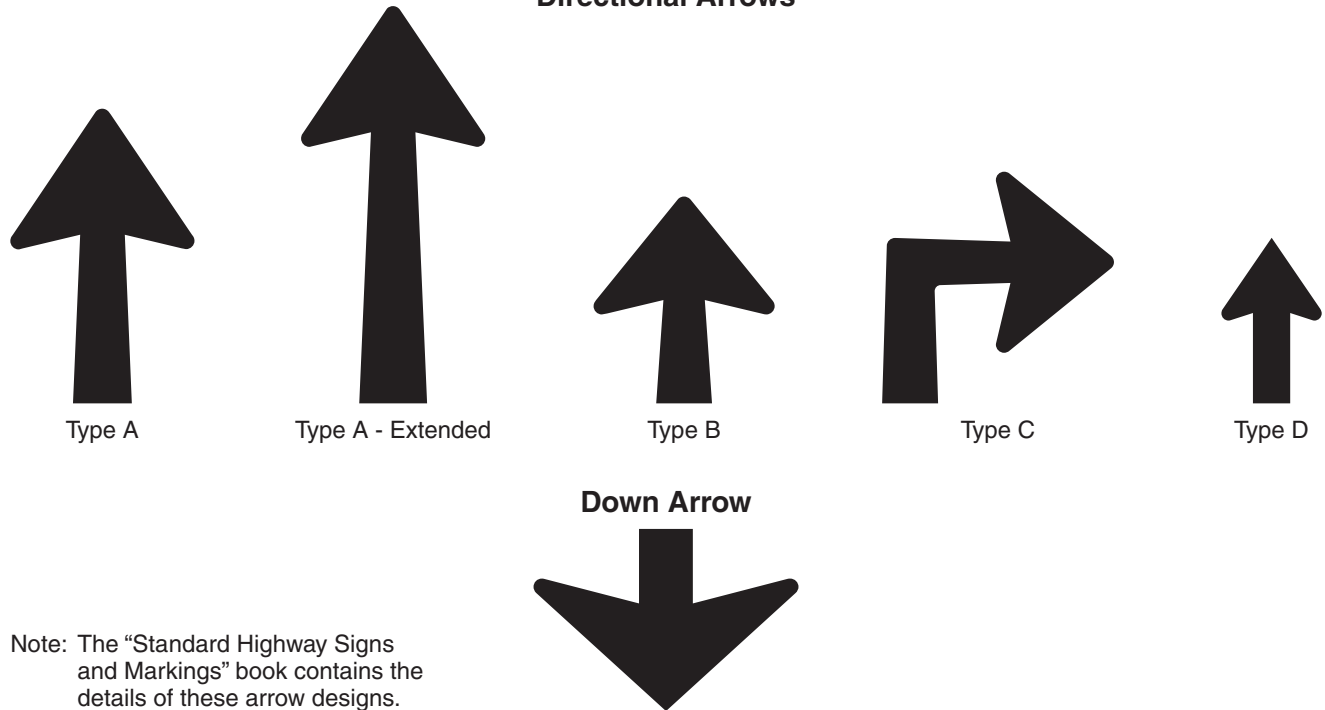 Directional Arrows
Type A
Type A - Extended
Type B
Type C
Type D
Down Arrow
Note: The “Standard Highway Signs
and Markings” book contains the
details of these arrow designs.